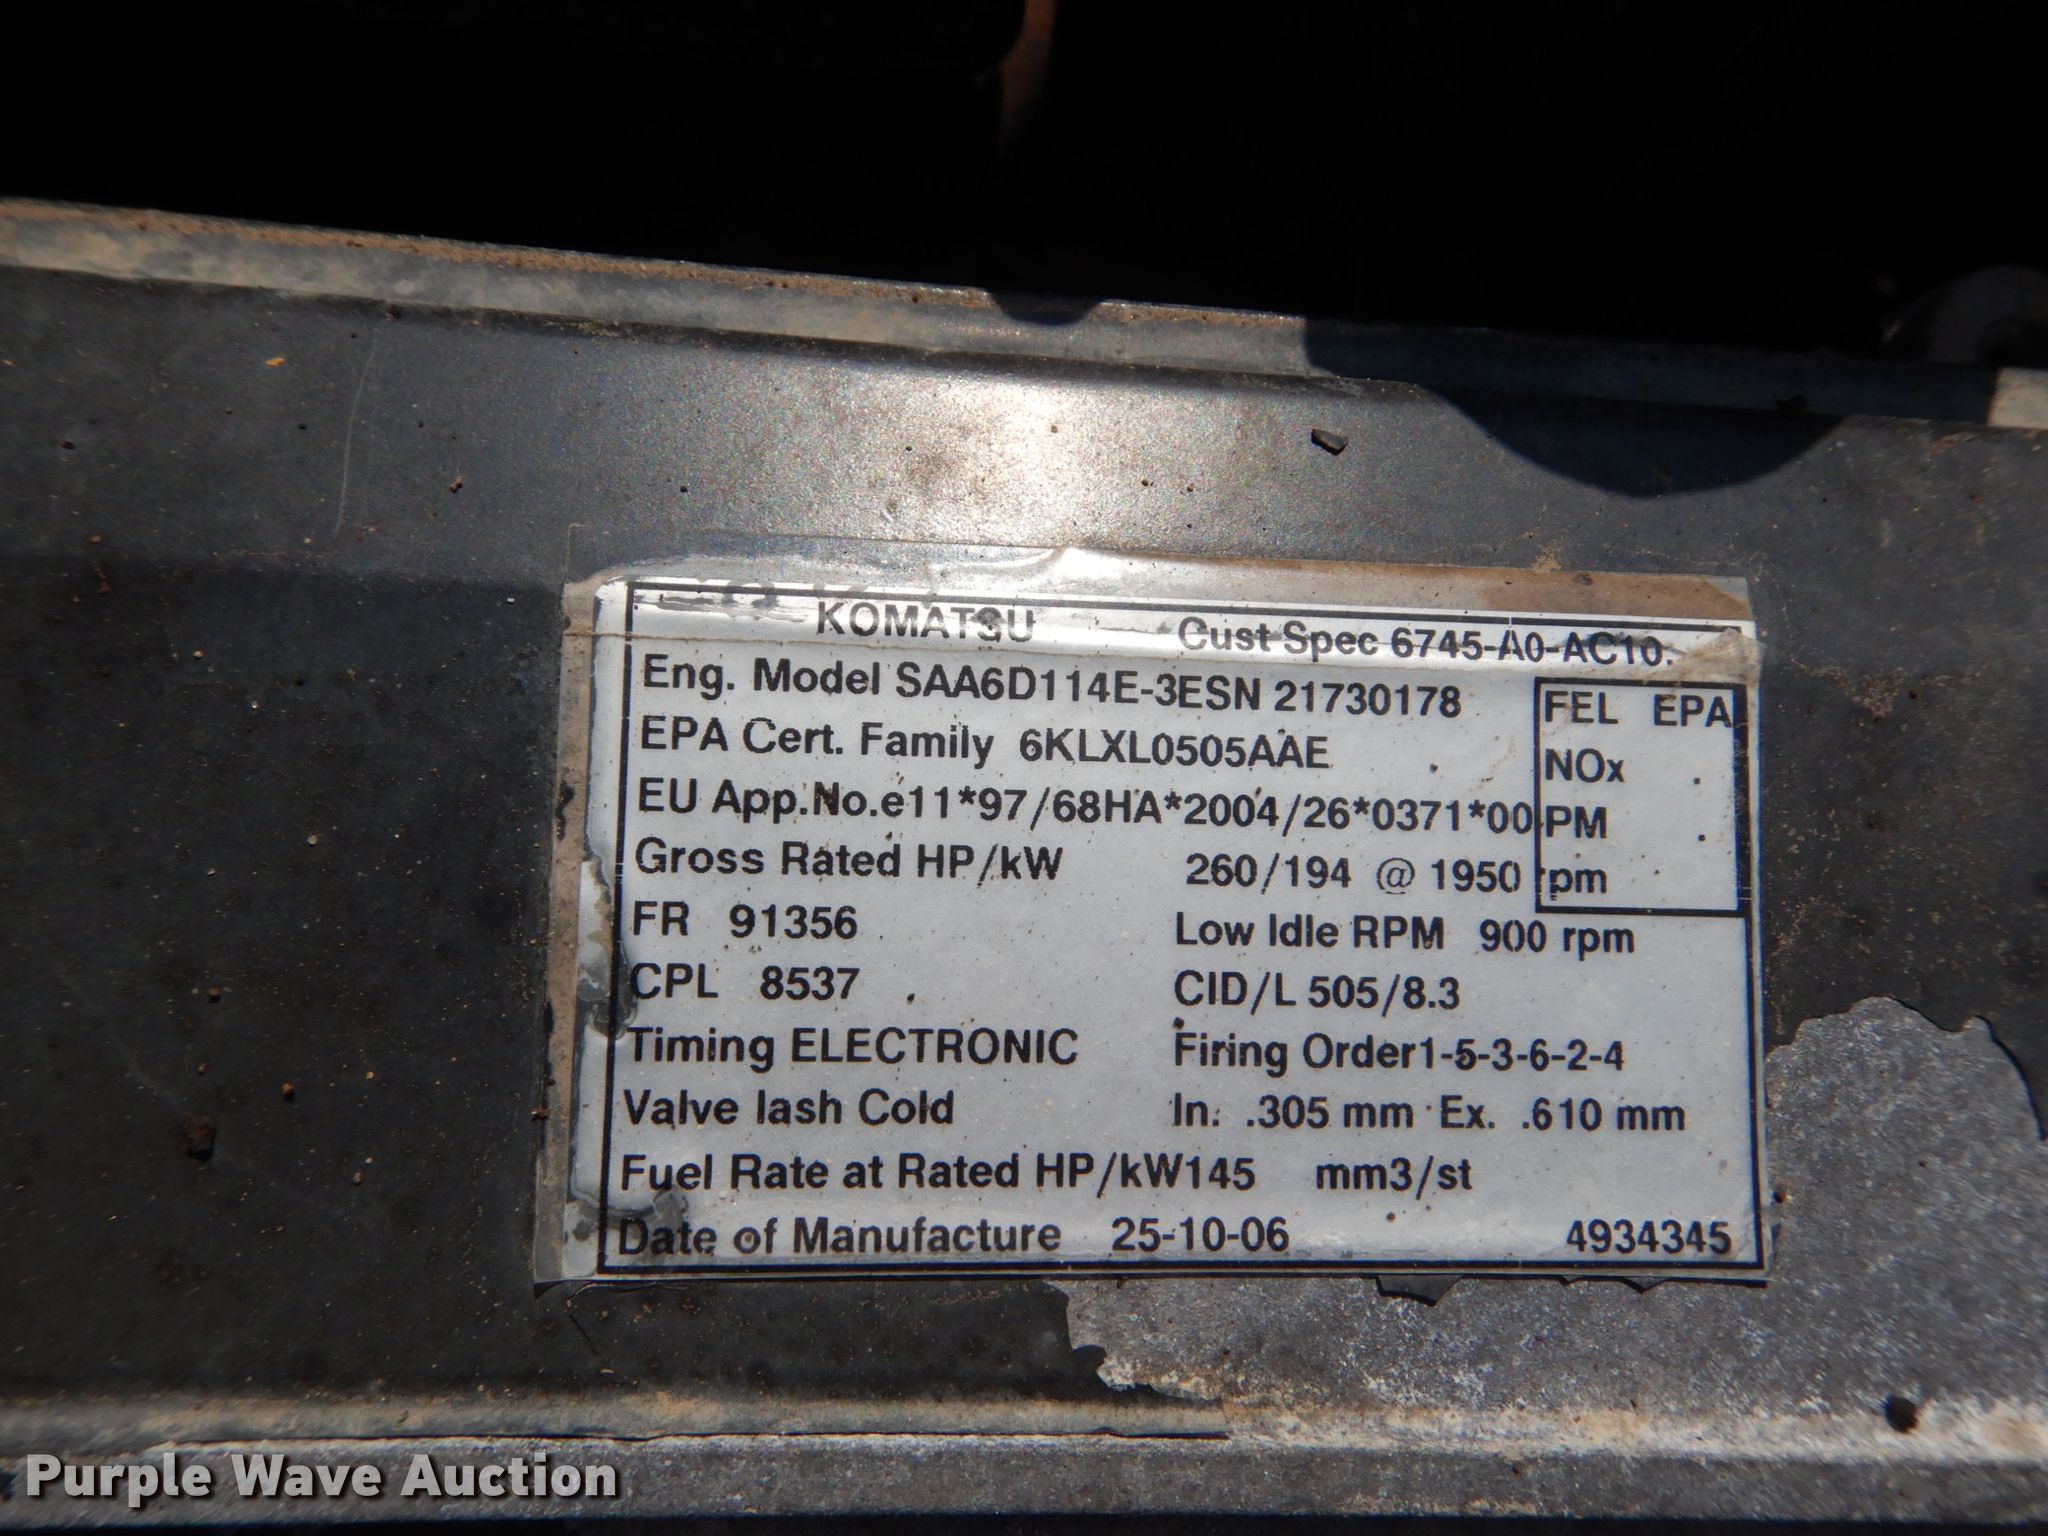 KOMATSU Cust Spec 6745-A0-AC10.
Eng. Model SAA6D114E-3ESN 21730178
FEL EPA
EPA Cert. Family 6KLXL0505AAE
NOx .
EU App.No.e11*97/68HA*2004/26*0371*00
PM .
Gross Rated HP/kW 260/194 @ 1950 rpm
FR 91356 Low Idle RPM 900 rpm
CPL 8537 . CID/L 505/8.3
Timing ELECTRONIC Firing Order1-5-3-6-2-4
Valve lash Cold In. .305 mm Ex. .610 mm
Fuel Rate at Rated HP/kW145 mm3/st
Date of Manufacture 25-10-06 4934345
Purple Wave Auction